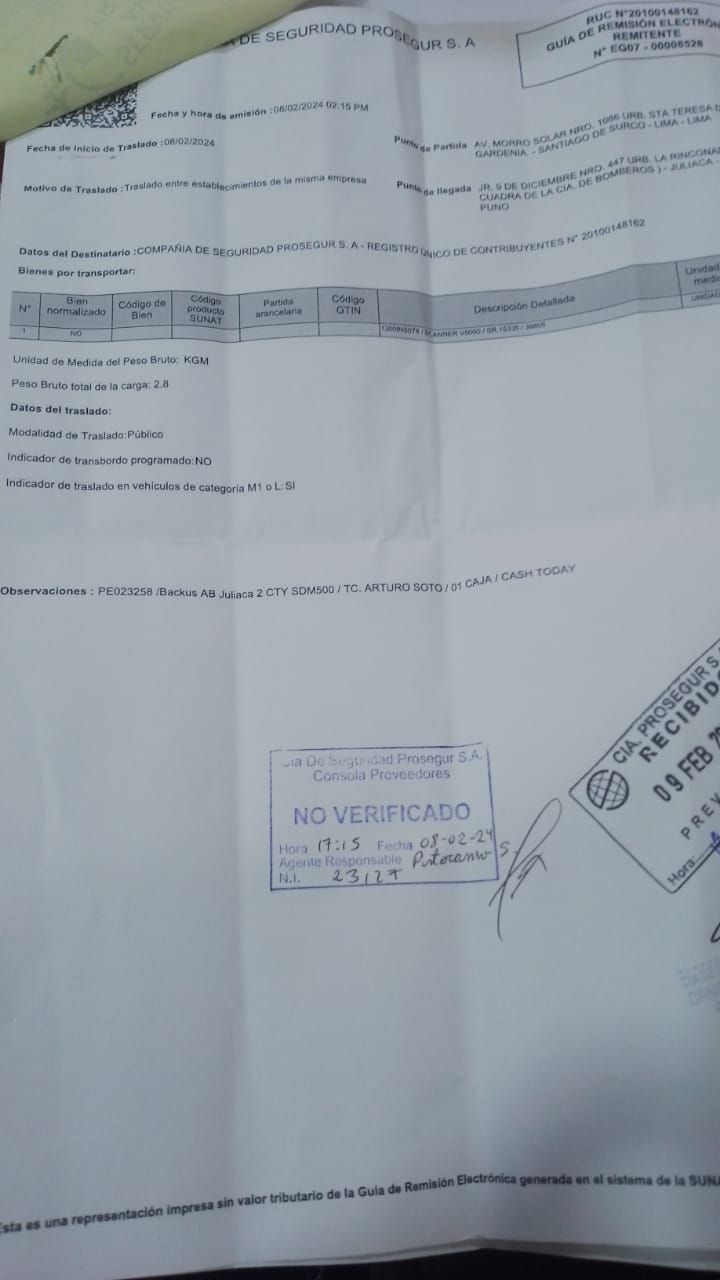 DE SEGURIDAD PROSEGUR S. A
RUC N°20100148162
GUÍA DE REMISIÓN ELECTRÓN
REMITENTE
N° EG07 - 00008528
Fecha y hora de emisión :08/02/2024 02:15 PM
Fecha de inicio de Traslado :08/02/2024
Punto de Partida AV. MORRO SOLAR NRO. 1086 URB. STA TERESA D
GARDENIA. - SANTIAGO DE SURCO - LIMA - LIMA
Motivo de Traslado :Traslado entre establecimientos de la misma empresa
Punto de llegada JR. 9 DE DICIEMBRE NRO. 447 URB. LA RINCONA
CUADRA DE LA CIA. DE BOMBEROS ) - JULIACA -
PUNO
Datos del Destinatario :COMPAÑIA DE SEGURIDAD PROSEGUR S. A - REGISTRO ÚNICO DE CONTRIBUYENTES N° 20100148162
Bienes por transportar:
N° Bien normalizado Código de Bien Código producto SUNAT Partida arancelaria Código GTIN Descripción Detallada Unidad medi
1 NO / SCANNER V5000 / UNIDAD
Unidad de Medida del Peso Bruto: KGM
Peso Bruto total de la carga: 2.8
Datos del traslado:
Modalidad de Traslado:Público
Indicador de transbordo programado:NO
Indicador de traslado en vehículos de categoría M1 o L:SI
Observaciones : PE023258 /Backus AB Juliaca 2 CTY SDM500 / TC. ARTURO SOTO / 01 CAJA / CASH TODAY
CIA. PROSEGUR S.
RECIBID
09 FEB 20
PREV
Hora:
Cia De Seguridad Prosegur S.A.
Consola Proveedores
NO VERIFICADO
Hora 17:15 Fecha 08-02-24
Agente Responsable
N.I. 23127
Esta es una representación impresa sin valor tributario de la Guía de Remisión Electrónica generada en el sistema de la SUNA